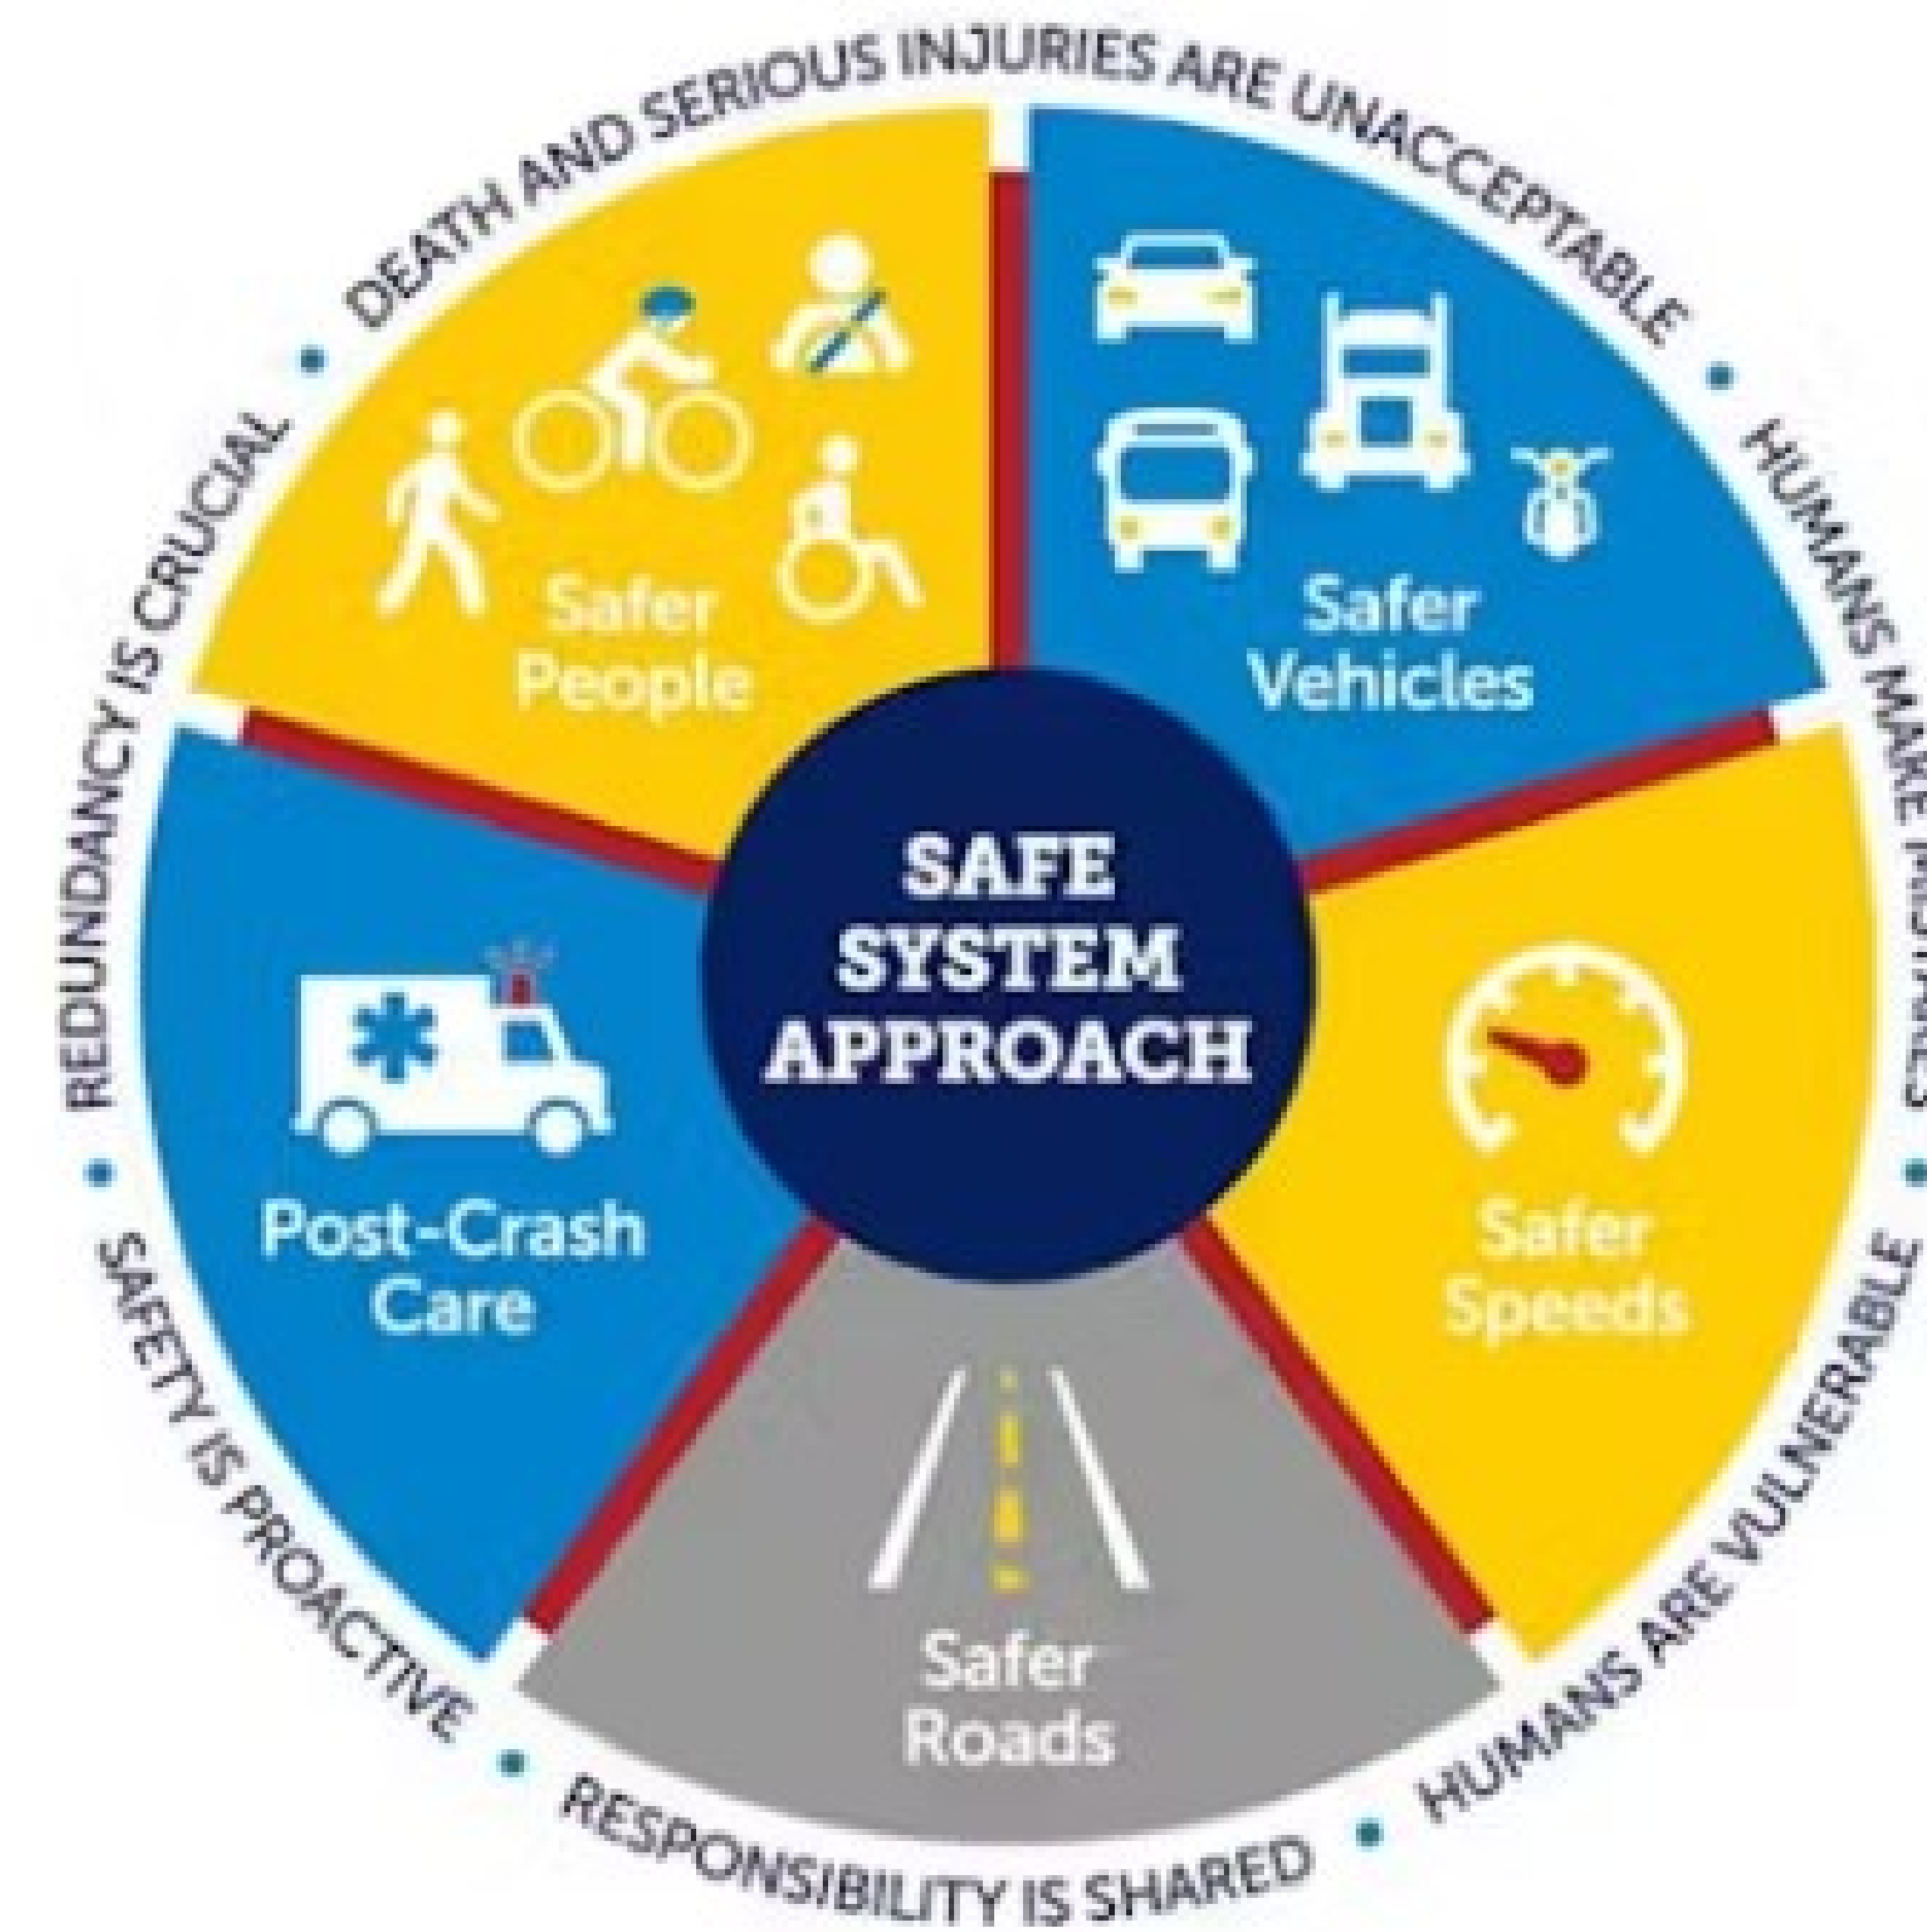 DEATH AND SERIOUS INJURIES ARE UNACCEPTABLE
HUMANS MAKE MISTAKES
HUMANS ARE VULNERABLE
RESPONSIBILITY IS SHARED
SAFETY IS PROACTIVE
REDUNDANCY IS CRUCIAL
Safer
People
Safer
Vehicles
SAFE
SYSTEM
APPROACH
Post-Crash
Care
Safer
Speeds
Safer
Roads